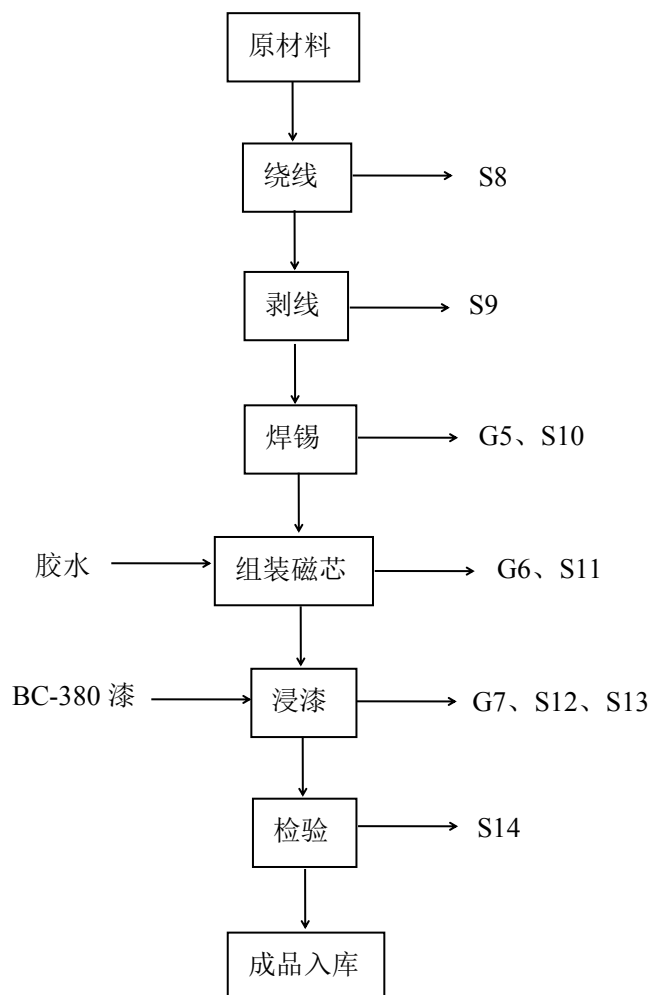 原材料
绕线
S8
剥线
S9
焊锡
G5、S10
胶水
组装磁芯
G6、S11
BC-380 漆
浸漆
G7、S12、S13
检验
S14
成品入库